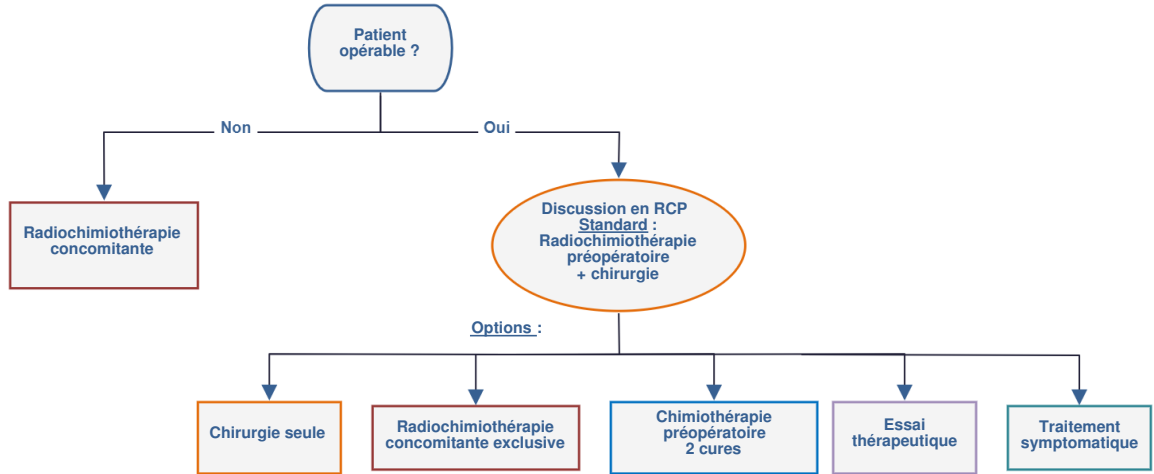 Patient
opérable ?
Non
Oui
Radiochimiothérapie
concomitante
Discussion en RCP
Standard :
Radiochimiothérapie
préopératoire
+ chirurgie
Options :
Chirurgie seule
Radiochimiothérapie
concomitante exclusive
Chimiothérapie
préopératoire
2 cures
Essai
thérapeutique
Traitement
symptomatique